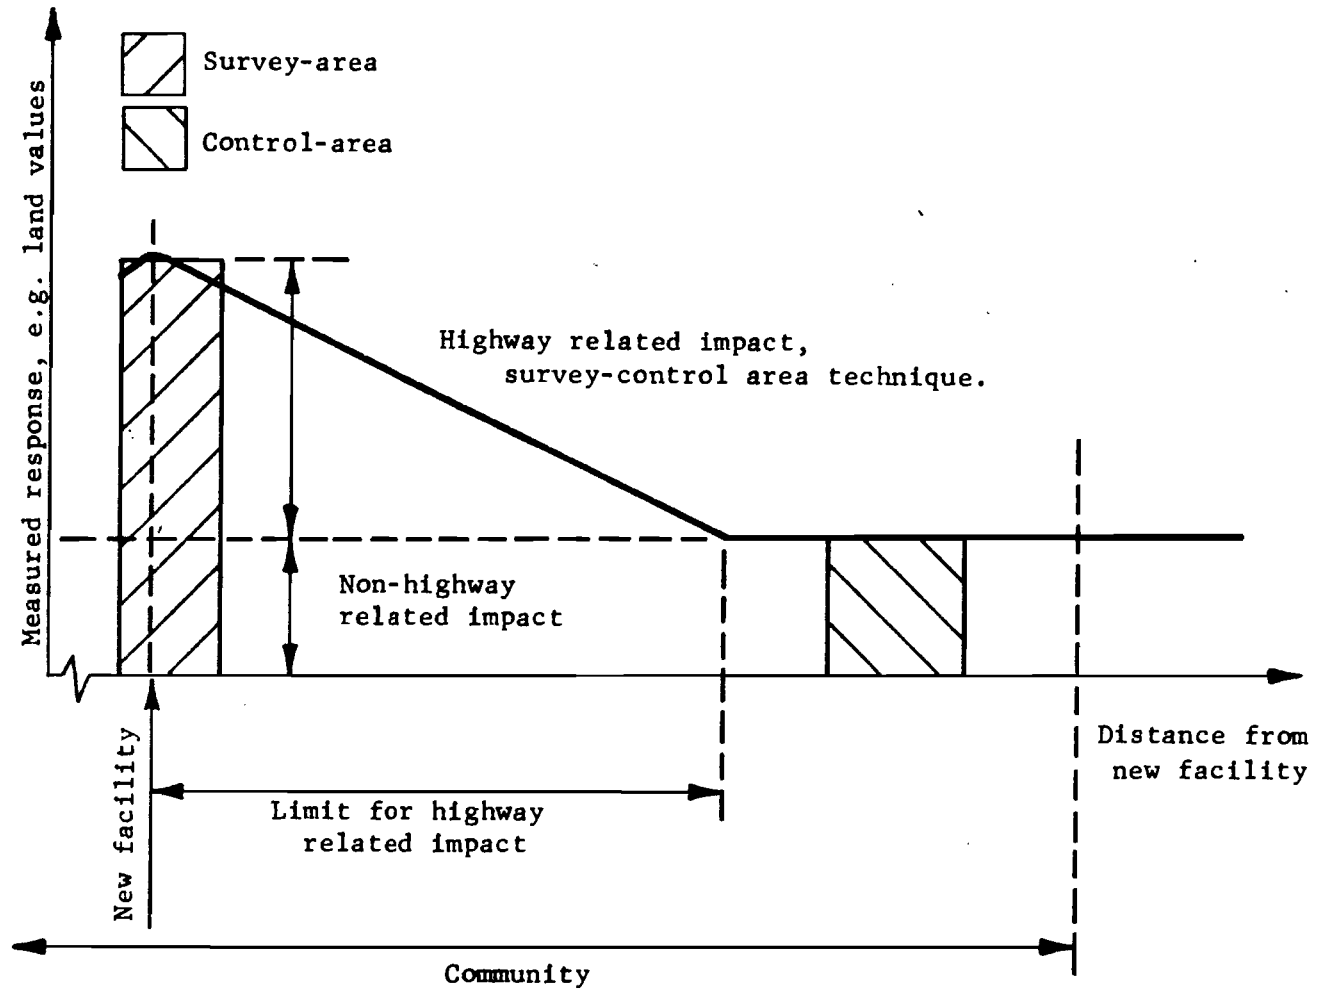 Survey-area
Control-area
Measured response, e.g. land values
Highway related impact,
survey-control area technique.
Non-highway
related impact
Distance from
new facility
New facility
Limit for highway
related impact
Community